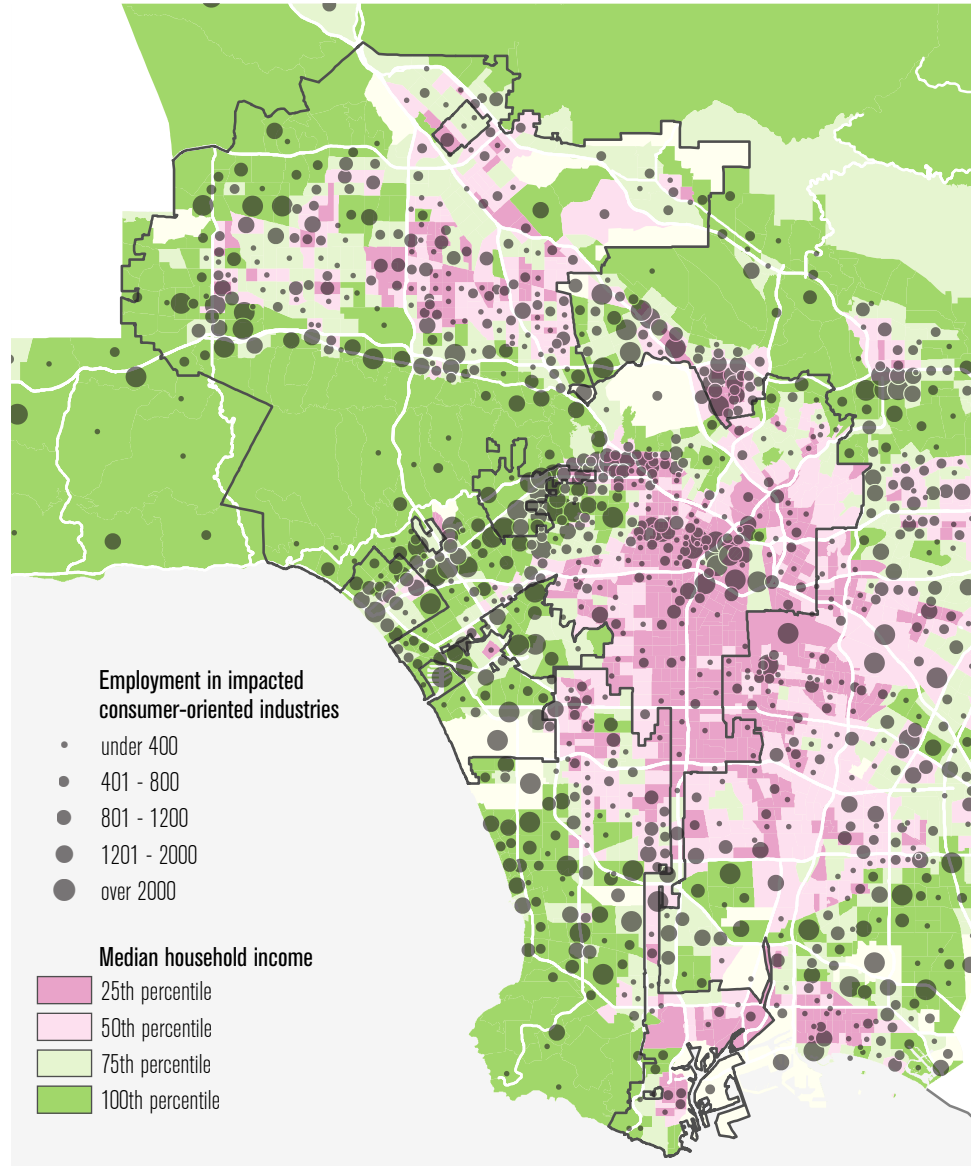 Employment in impacted
consumer-oriented industries
under 400
401 - 800
801 - 1200
1201 - 2000
over 2000
Median household income
25th percentile
50th percentile
75th percentile
100th percentile